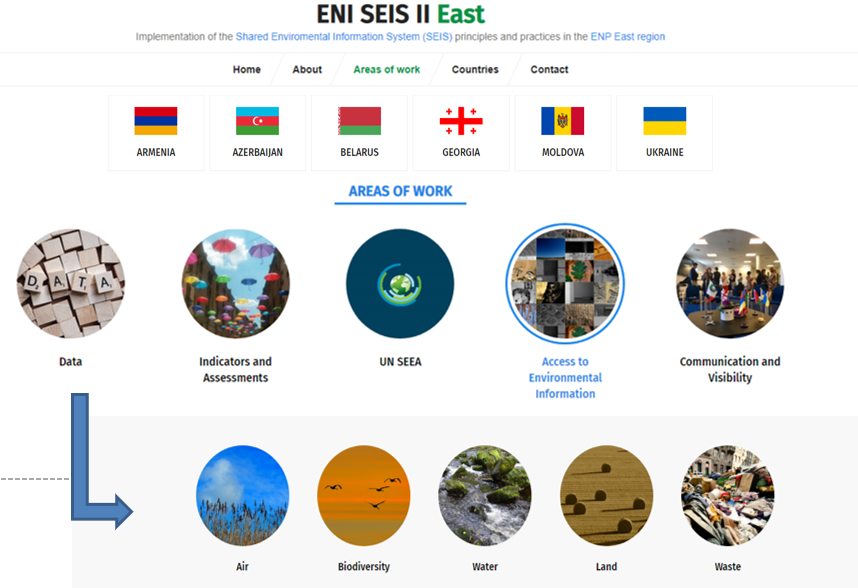 ENI SEIS II East
Implementation of the Shared Enviromental Information System (SEIS) principles and practices in the ENP East region
Home About Areas of work Countries Contact
ARMENIA AZERBAIJAN BELARUS GEORGIA MOLDOVA UKRAINE
AREAS OF WORK
D A T A
Data
Indicators and
Assessments
UN SEEA
Access to
Environmental
Information
Communication and
Visibility
Air Biodiversity Water Land Waste